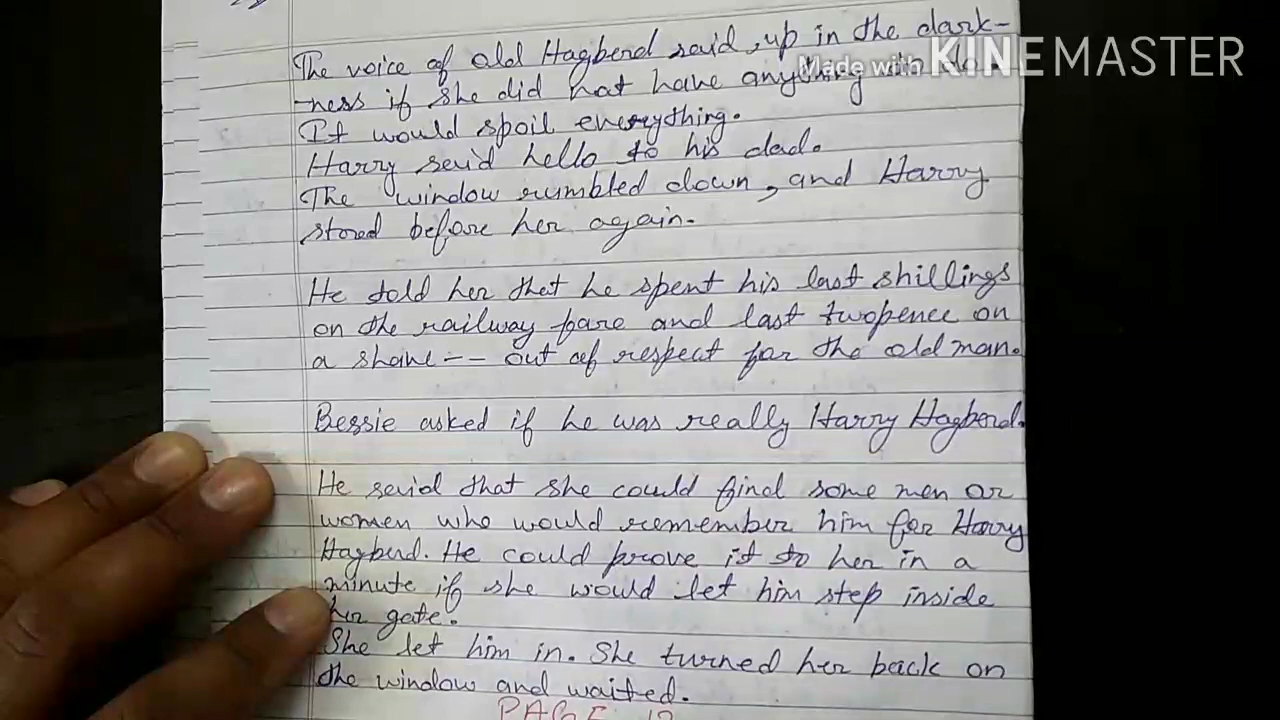 The voice of old Hagberd said, up in the dark-
Made with KINEMASTER
-ness if she did not have anything do
It would spoil everything.
Harry said hello to his dad.
The window rumbled down, and Harry
stored before her again.
He told her that he spent his last shillings
on the railway fare and last twopence on
a shave -- out of respect for the old man.
Bessie asked if he was really Harry Hagberd.
He said that she could find some men or
women who would remember him for Harry
Hagberd. He could prove it to her in a
minute if she would let him step inside
her gate.
She let him in. She turned her back on
the window and waited.
PAGE